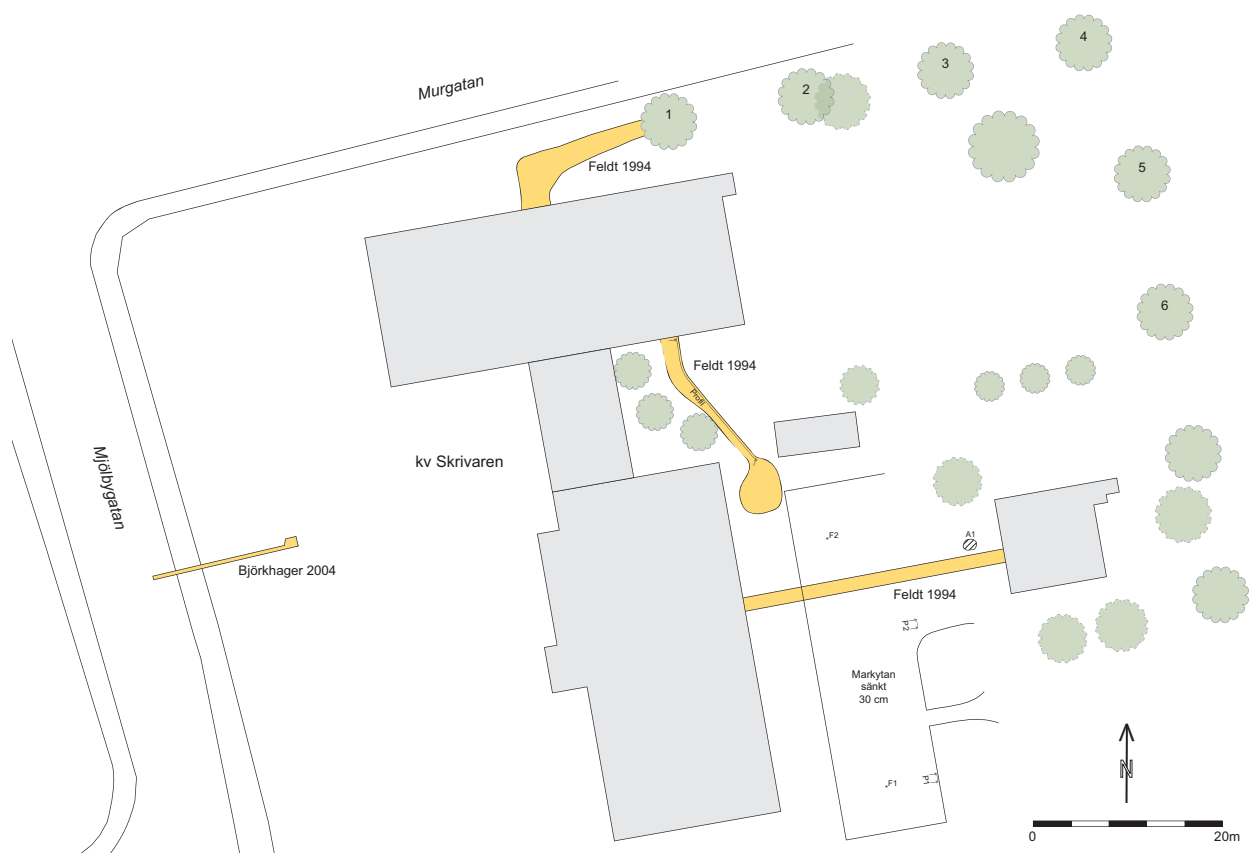 4
3
Murgatan
2
1
Feldt 1994
5
6
Feldt 1994
Profil
kv Skrivaren
Mjölbygatan
F2
A1
Björkhager 2004
Feldt 1994
P2
Markytan
sänkt
30 cm
N
F1
P1
0
20m